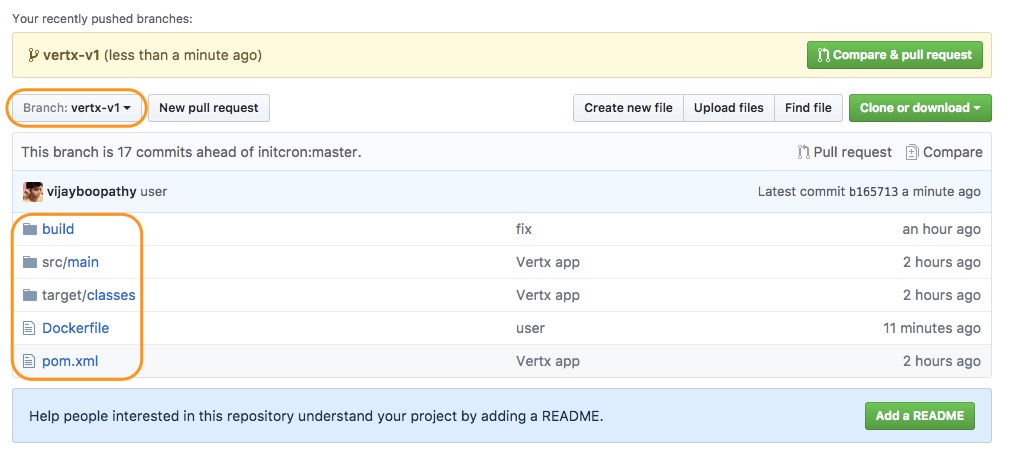 Your recently pushed branches:
vertx-v1 (less than a minute ago) Compare & pull request
Branch: vertx-v1 New pull request Create new file Upload files Find file Clone or download
This branch is 17 commits ahead of initcron:master. Pull request Compare
vijayboopathy user Latest commit b165713 a minute ago
build fix an hour ago
src/main Vertx app 2 hours ago
target/classes Vertx app 2 hours ago
Dockerfile user 11 minutes ago
pom.xml Vertx app 2 hours ago
Help people interested in this repository understand your project by adding a README. Add a README